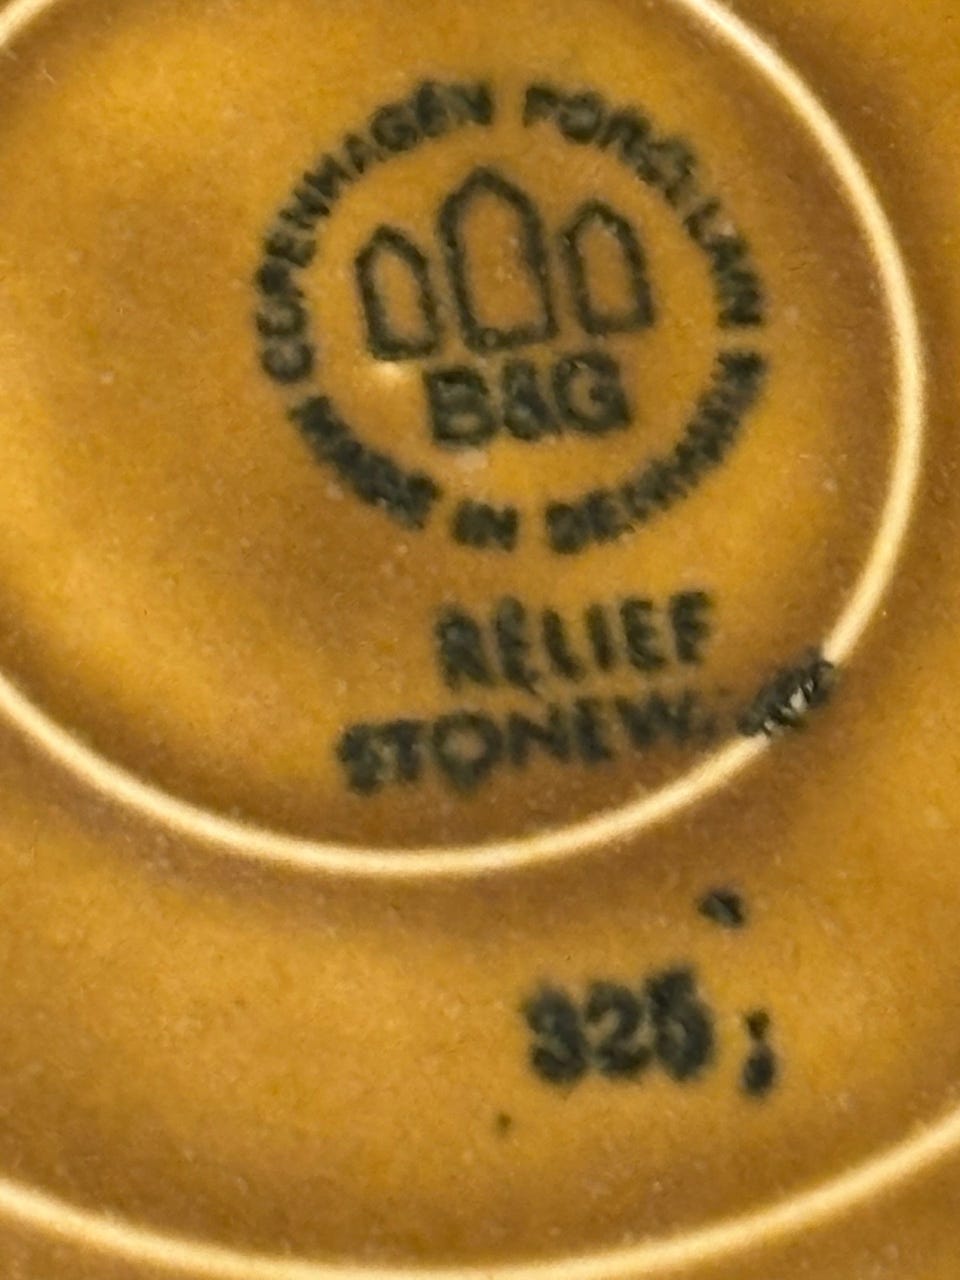 COPENHAGEN PORCELAIN
B&G
MADE IN DENMARK
RELIEF
STONEW.
325